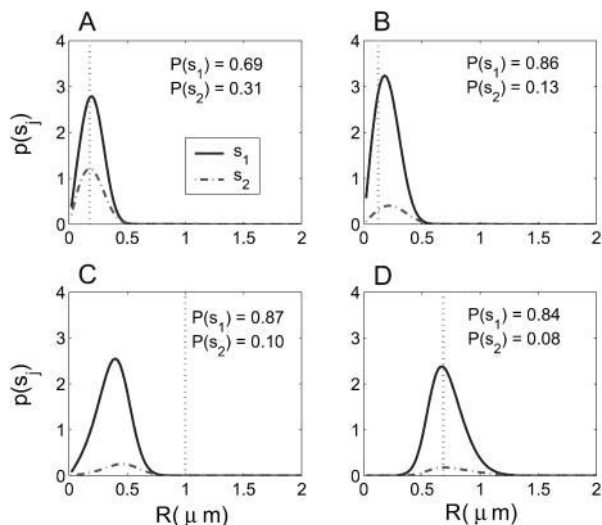 A
B
P(s1) = 0.69
P(s2) = 0.31
P(s1) = 0.86
P(s2) = 0.13
p(sj)
s1
s2
4
3
2
1
0
0 0.5 1 1.5 2
4
3
2
1
0
0 0.5 1 1.5 2
C
D
P(s1) = 0.87
P(s2) = 0.10
P(s1) = 0.84
P(s2) = 0.08
p(sj)
4
3
2
1
0
0 0.5 1 1.5 2
R( μ m)
4
3
2
1
0
0 0.5 1 1.5 2
R( μ m)